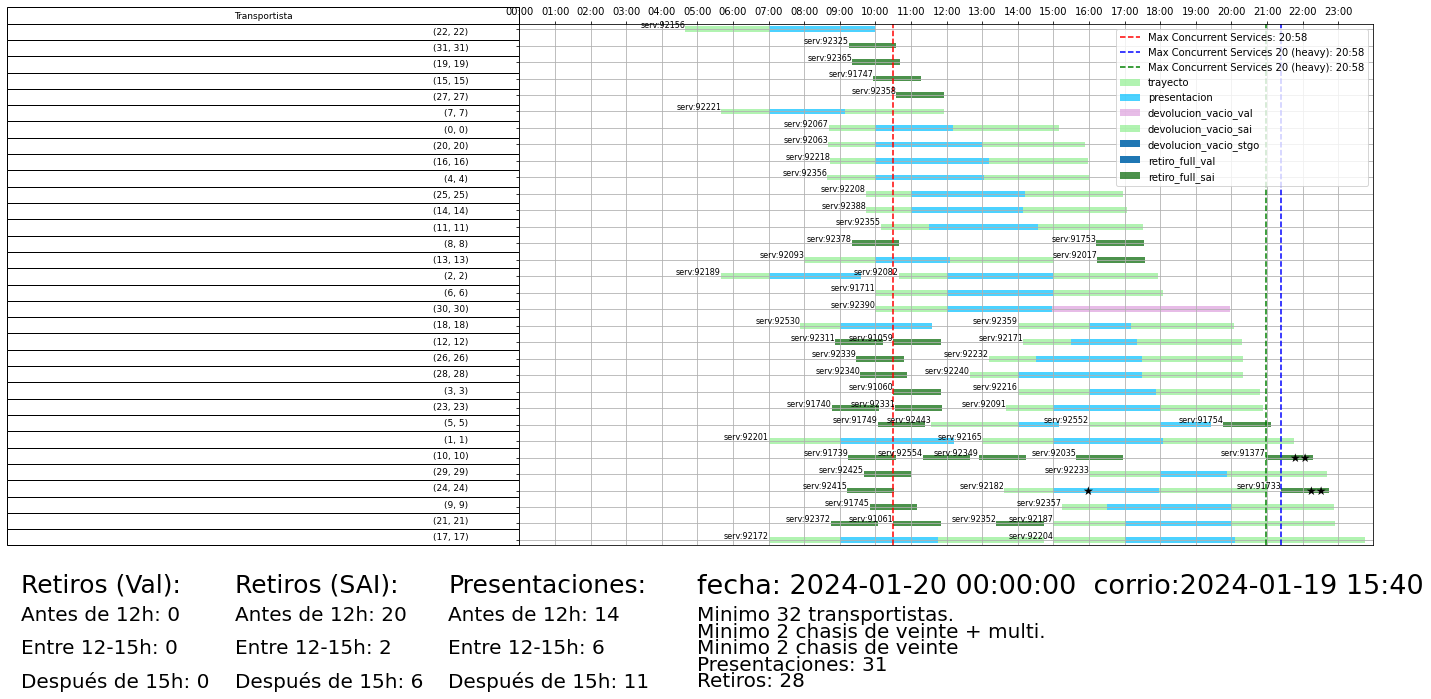 Transportista
00:00 01:00 02:00 03:00 04:00 05:00 06:00 07:00 08:00 09:00 10:00 11:00 12:00 13:00 14:00 15:00 16:00 17:00 18:00 19:00 20:00 21:00 22:00 23:00
(22, 22) serv:92156
(31, 31) serv:92325
(19, 19) serv:92365
(15, 15) serv:91747
(27, 27) serv:92358
(7, 7) serv:92221
(0, 0) serv:92067
(20, 20) serv:92063
(16, 16) serv:92218
(4, 4) serv:92356
(25, 25) serv:92208
(14, 14) serv:92388
(11, 11) serv:92355
(8, 8) serv:92378 serv:91753
(13, 13) serv:92093 serv:92017
(2, 2) serv:92189 serv:92082
(6, 6) serv:91711
(30, 30) serv:92390
(18, 18) serv:92530 serv:92359
(12, 12) serv:92311 serv:91059 serv:92171
(26, 26) serv:92339 serv:92232
(28, 28) serv:92340 serv:92240
(3, 3) serv:91060 serv:92216
(23, 23) serv:91740 serv:92331 serv:92091
(5, 5) serv:91749 serv:92443 serv:92552 serv:91754
(1, 1) serv:92201 serv:92165
(10, 10) serv:91739 serv:92554 serv:92349 serv:92035 serv:91377
(29, 29) serv:92425 serv:92233
(24, 24) serv:92415 serv:92182 serv:91733
(9, 9) serv:91745 serv:92357
(21, 21) serv:92372 serv:91061 serv:92352 serv:92187
(17, 17) serv:92172 serv:92204
Max Concurrent Services: 20:58
Max Concurrent Services 20 (heavy): 20:58
Max Concurrent Services 20 (heavy): 20:58
trayecto
presentacion
devolucion_vacio_val
devolucion_vacio_sai
devolucion_vacio_stgo
retiro_full_val
retiro_full_sai
Retiros (Val):
Antes de 12h: 0
Entre 12-15h: 0
Después de 15h: 0
Retiros (SAI):
Antes de 12h: 20
Entre 12-15h: 2
Después de 15h: 6
Presentaciones:
Antes de 12h: 14
Entre 12-15h: 6
Después de 15h: 11
fecha: 2024-01-20 00:00:00 corrio:2024-01-19 15:40
Minimo 32 transportistas.
Minimo 2 chasis de veinte + multi.
Minimo 2 chasis de veinte
Presentaciones: 31
Retiros: 28